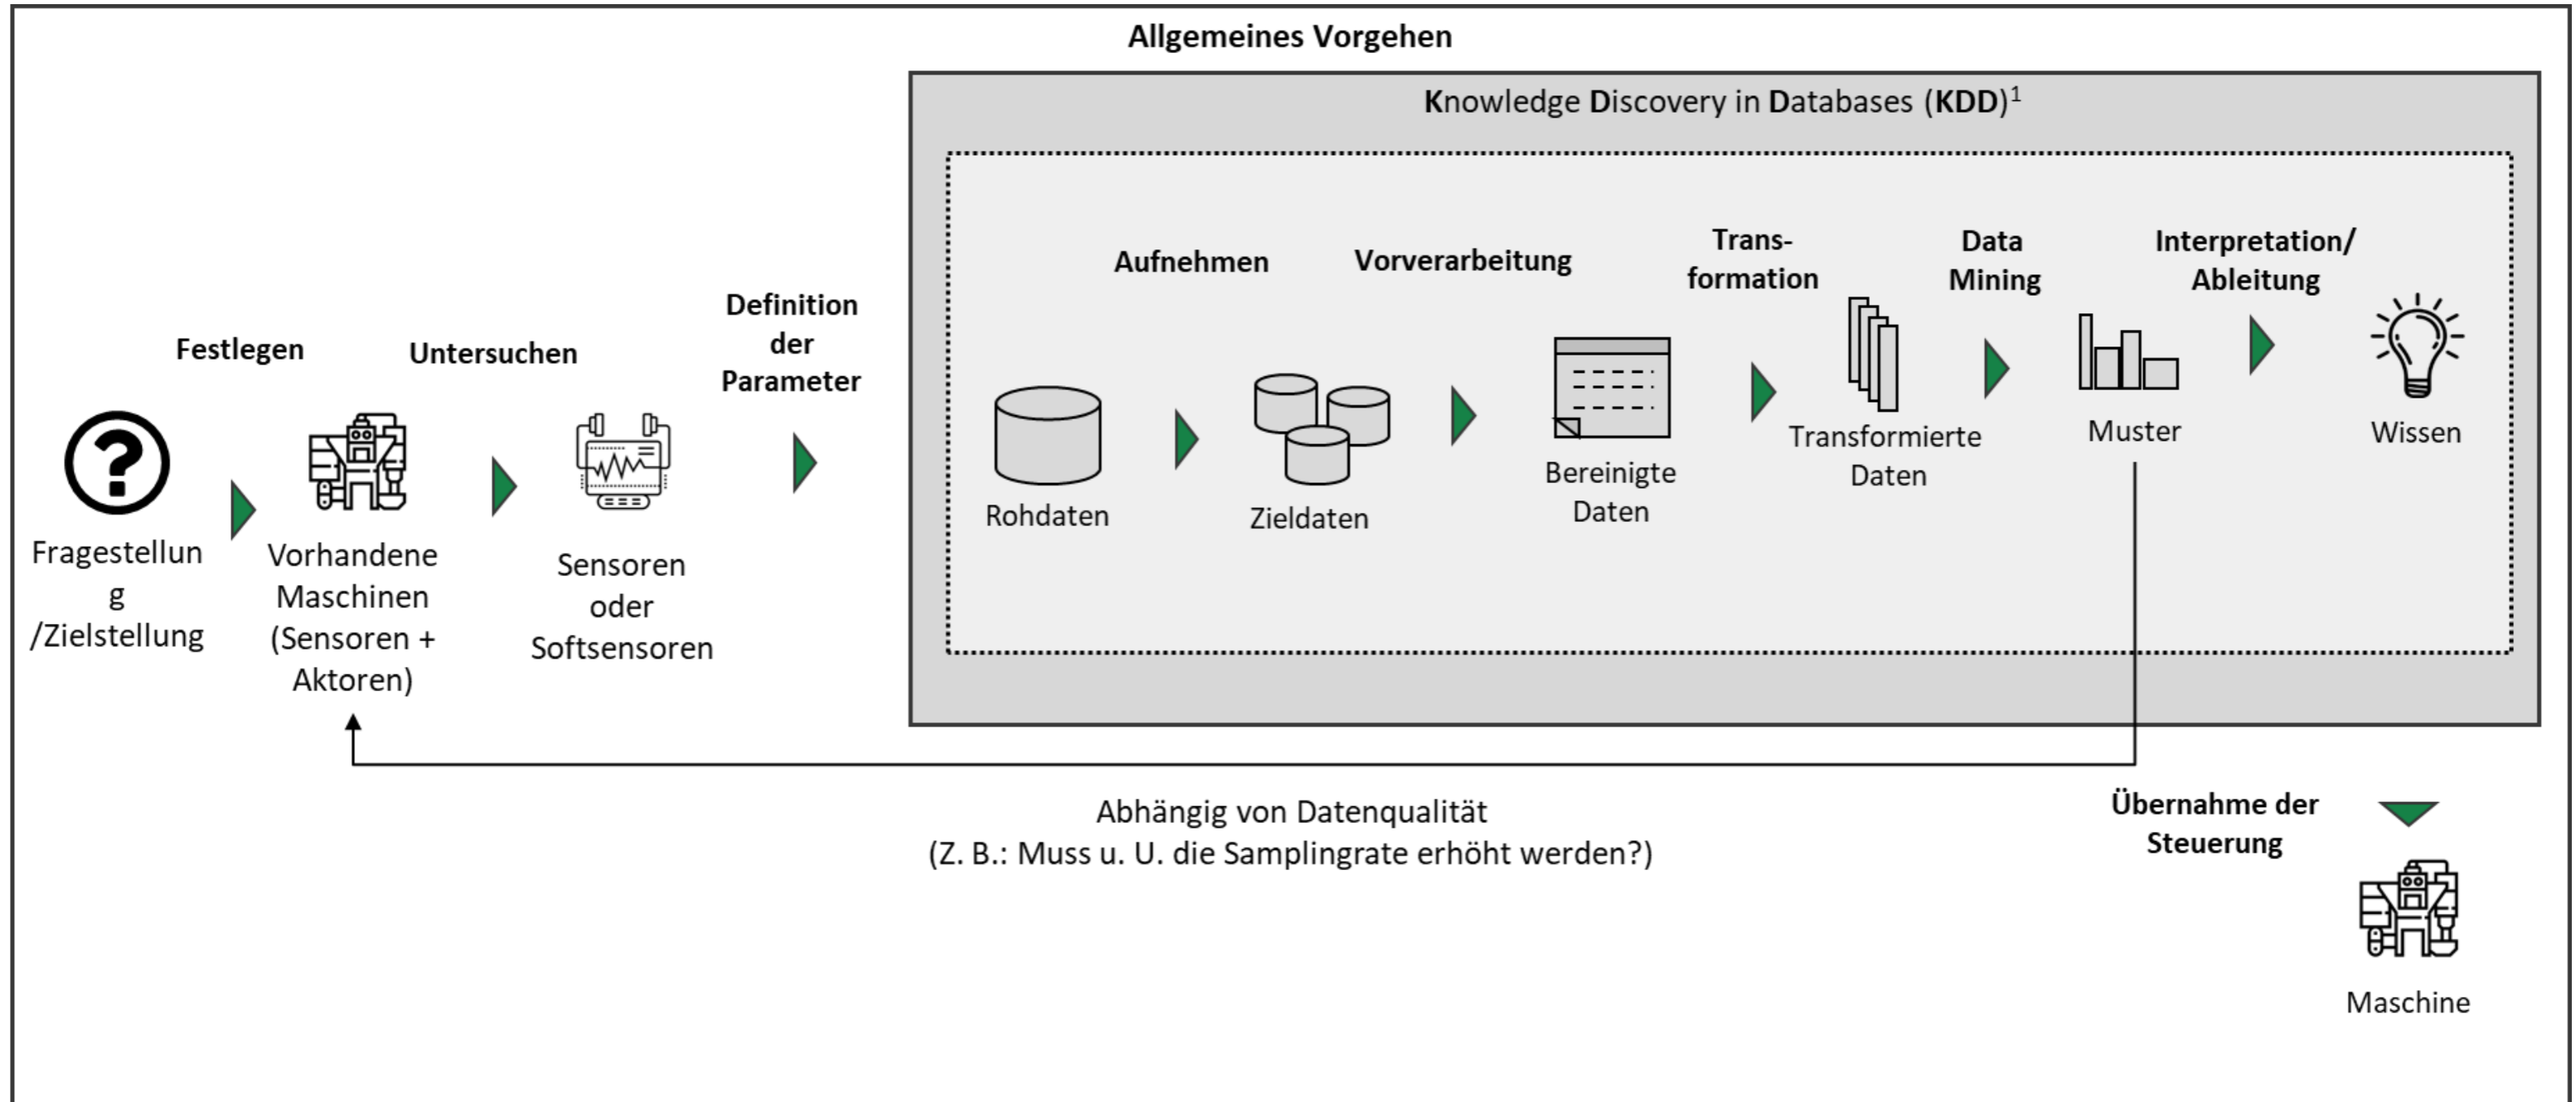 Allgemeines Vorgehen
Knowledge Discovery in Databases (KDD)¹
Festlegen
Untersuchen
Definition
der
Parameter
Aufnehmen
Vorverarbeitung
Trans-
formation
Data
Mining
Interpretation/
Ableitung
Fragestellun
g
/Zielstellung
Vorhandene
Maschinen
(Sensoren +
Aktoren)
Sensoren
oder
Softsensoren
Rohdaten
Zieldaten
Bereinigte
Daten
Transformierte
Daten
Muster
Wissen
Abhängig von Datenqualität
(Z. B.: Muss u. U. die Samplingrate erhöht werden?)
Übernahme der
Steuerung
Maschine